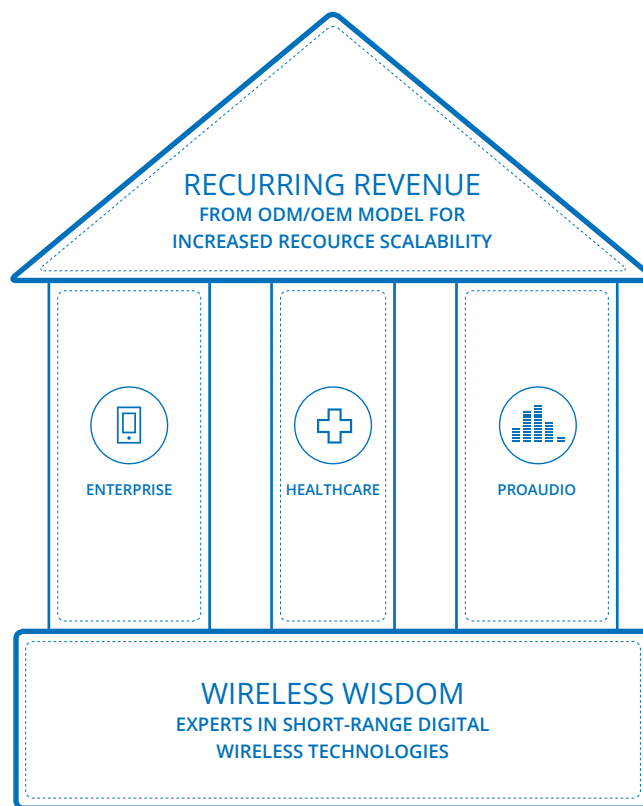 RECURRING REVENUE
FROM ODM/OEM MODEL FOR
INCREASED RECOURCE SCALABILITY
ENTERPRISE
HEALTHCARE
PROAUDIO
WIRELESS WISDOM
EXPERTS IN SHORT-RANGE DIGITAL
WIRELESS TECHNOLOGIES